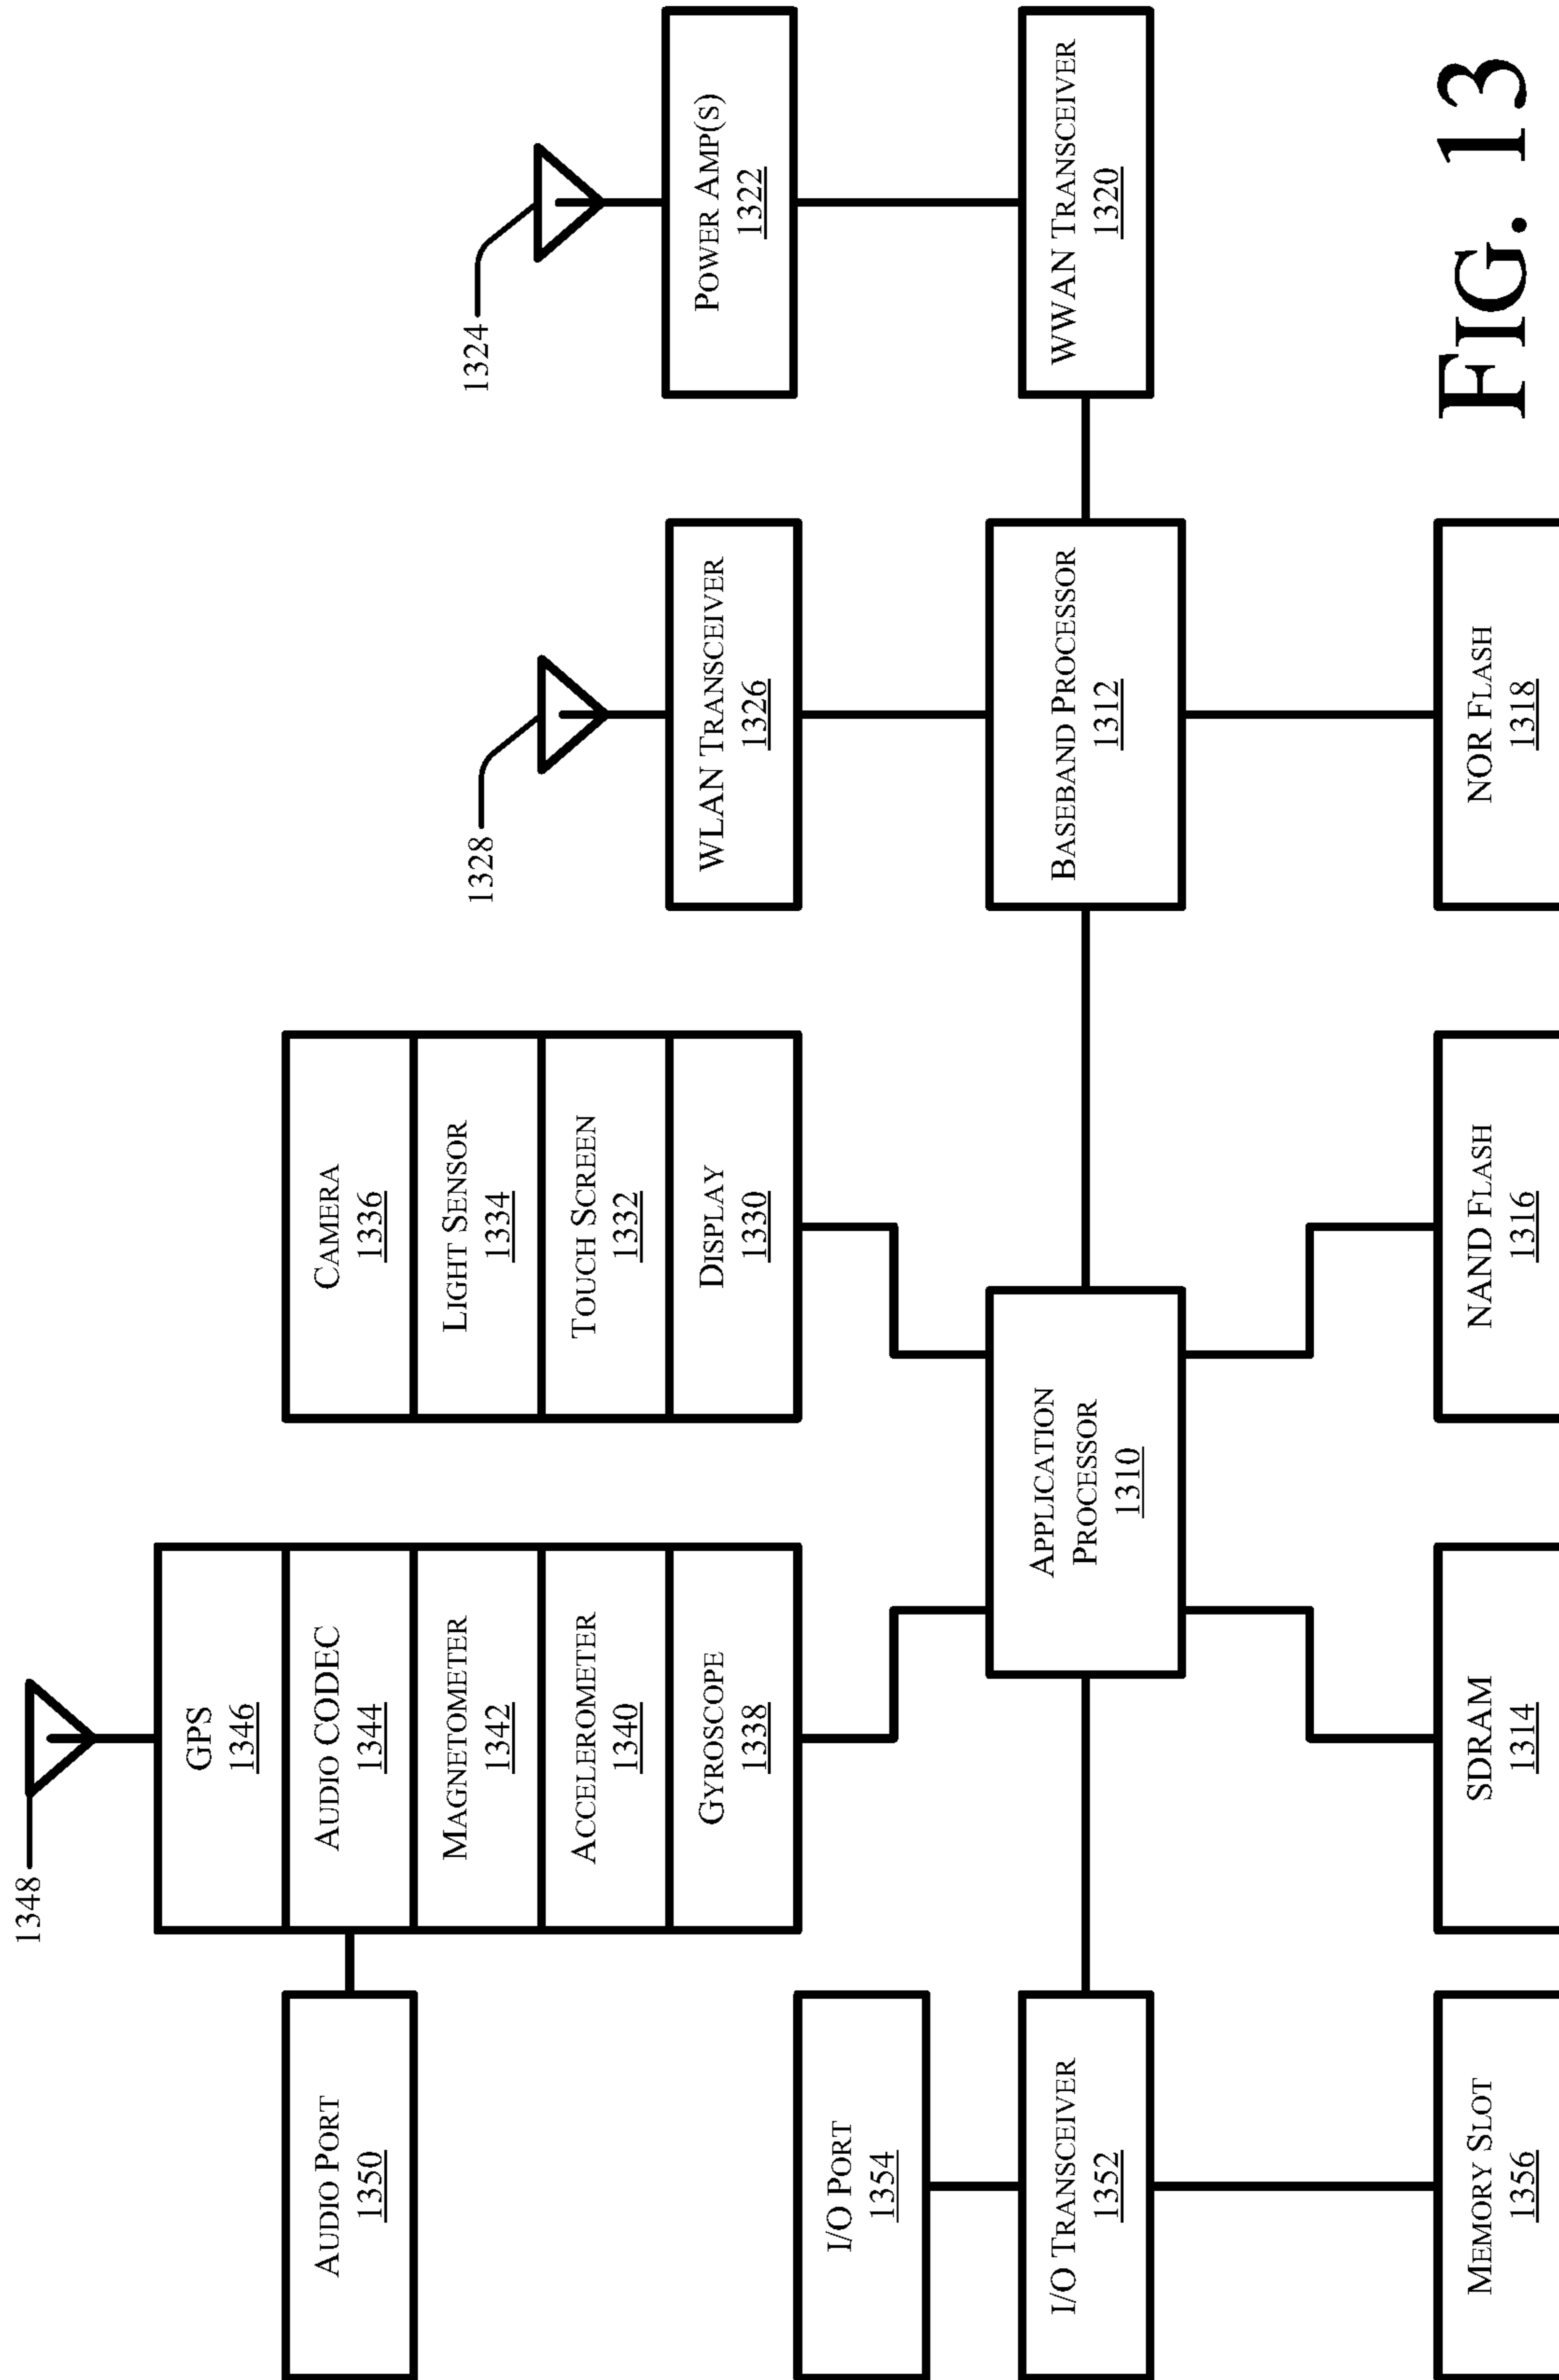 1348
GPS
1346
AUDIO CODEC
1344
MAGNETOMETER
1342
ACCELEROMETER
1340
GYROSCOPE
1338
AUDIO PORT
1350
CAMERA
1336
LIGHT SENSOR
1334
TOUCH SCREEN
1332
DISPLAY
1330
1328
WLAN TRANSCEIVER
1326
1324
POWER AMP(S)
1322
I/O PORT
1354
I/O TRANSCEIVER
1352
APPLICATION
PROCESSOR
1310
BASEBAND PROCESSOR
1312
WWAN TRANSCEIVER
1320
MEMORY SLOT
1356
SDRAM
1314
NAND FLASH
1316
NOR FLASH
1318
FIG. 13